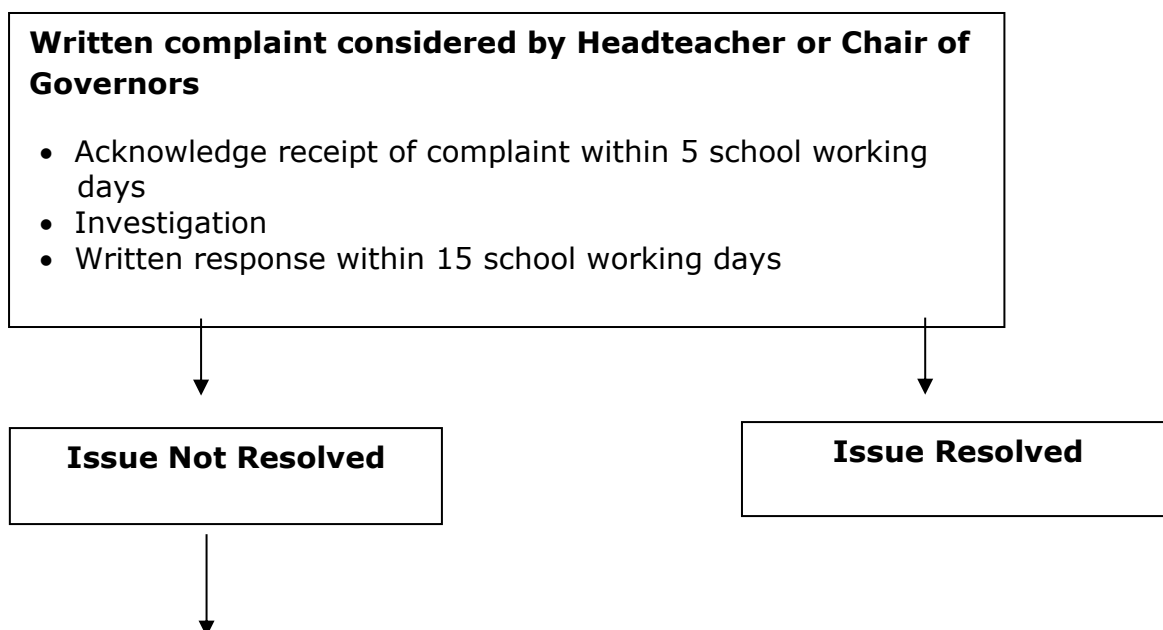 Written complaint considered by Headteacher or Chair of
Governors
• Acknowledge receipt of complaint within 5 school working
days
• Investigation
• Written response within 15 school working days
Issue Not Resolved
Issue Resolved